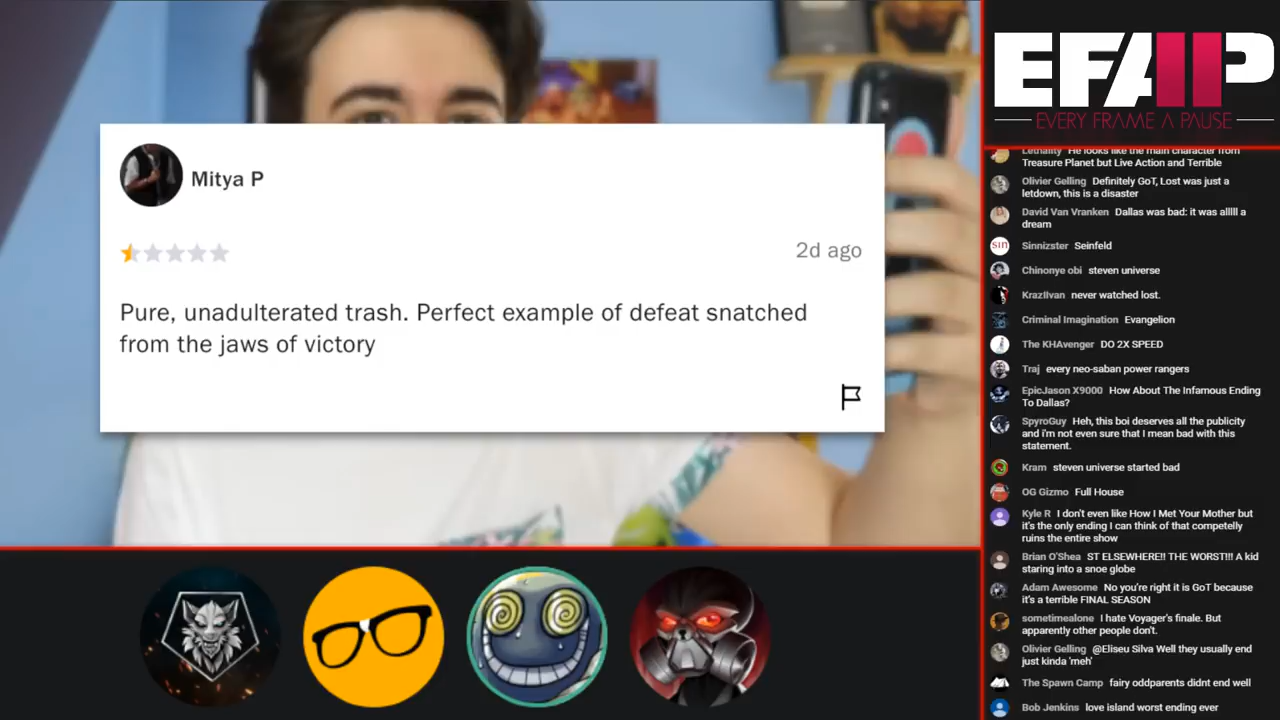 Mitya P
2d ago
Pure, unadulterated trash. Perfect example of defeat snatched
from the jaws of victory
EFAP
EVERY FRAME A PAUSE
Lethality He looks like the main character from
Treasure Planet but Live Action and Terrible
Olivier Gelling Definitely GoT, Lost was just a
letdown, this is a disaster
David Van Vranken Dallas was bad: it was alllll a
dream
sin
Sinnizster Seinfeld
Chinonye obi steven universe
KrazIIvan never watched lost.
Criminal Imagination Evangelion
The KHAvenger DO 2X SPEED
Traj every neo-saban power rangers
EpicJason X9000 How About The Infamous Ending
To Dallas?
SpyroGuy Heh, this boi deserves all the publicity
and i'm not even sure that I mean bad with this
statement.
Kram steven universe started bad
OG Gizmo Full House
Kyle R I don't even like How I Met Your Mother but
it's the only ending I can think of that competelly
ruins the entire show
Brian O'Shea ST ELSEWHERE!! THE WORST!!! A kid
staring into a snoe globe
Adam Awesome No you're right it is GoT because
it's a terrible FINAL SEASON
sometimealone I hate Voyager's finale. But
apparently other people don't.
Olivier Gelling @Eliseu Silva Well they usually end
just kinda 'meh'
The Spawn Camp fairy oddparents didnt end well
Bob Jenkins love island worst ending ever